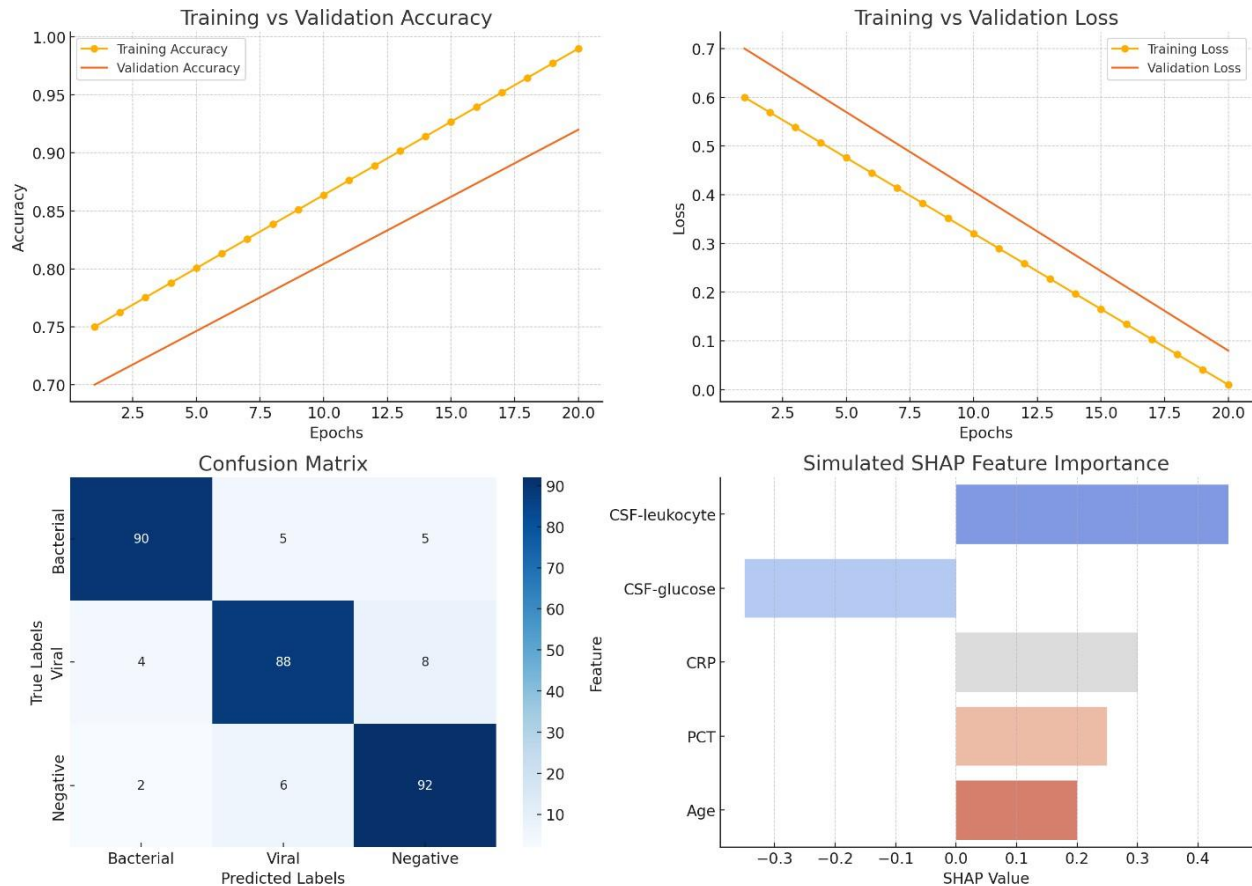 Training vs Validation Accuracy
Training Accuracy
Validation Accuracy
1.00
0.95
0.90
0.85
0.80
0.75
0.70
Accuracy
2.5 5.0 7.5 10.0 12.5 15.0 17.5 20.0
Epochs
Training vs Validation Loss
Training Loss
Validation Loss
0.7
0.6
0.5
0.4
0.3
0.2
0.1
0.0
Loss
2.5 5.0 7.5 10.0 12.5 15.0 17.5 20.0
Epochs
Confusion Matrix
True Labels
Bacterial
90 5 5
Viral
4 88 8
Negative
2 6 92
Bacterial Viral Negative
Predicted Labels
90
80
70
60
50
40
30
20
10
Simulated SHAP Feature Importance
Feature
CSF-leukocyte
CSF-glucose
CRP
PCT
Age
−0.3 −0.2 −0.1 0.0 0.1 0.2 0.3 0.4
SHAP Value